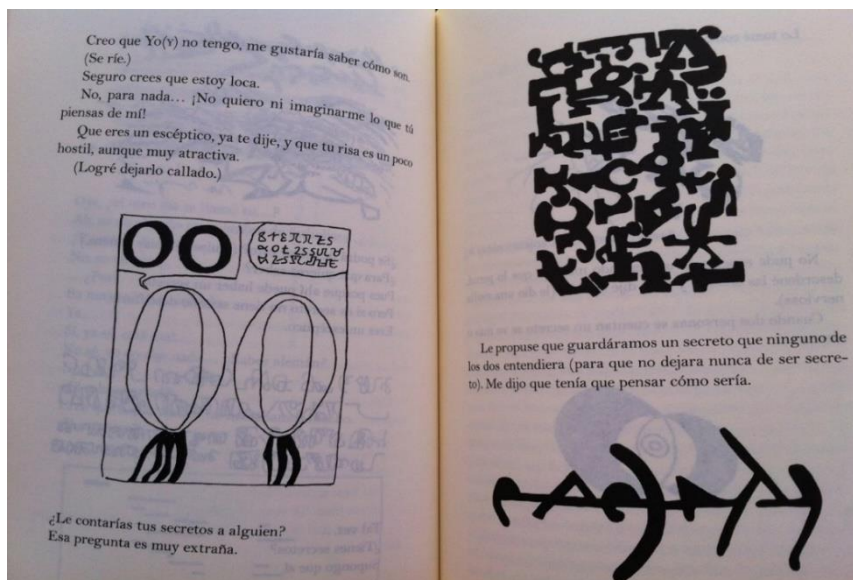 Creo que Yo(Y) no tengo, me gustaría saber cómo son.
(Se ríe.)
Seguro crees que estoy loca.
No, para nada… ¡No quiero ni imaginarme lo que tú
piensas de mí!
Que eres un escéptico, ya te dije, y que tu risa es un poco
hostil, aunque muy atractiva.
(Logré dejarlo callado.)
¿Le contarías tus secretos a alguien?
Esa pregunta es muy extraña.
Le propuse que guardáramos un secreto que ninguno de
los dos entendiera (para que no dejara nunca de ser secre-
to). Me dijo que tenía que pensar cómo sería.